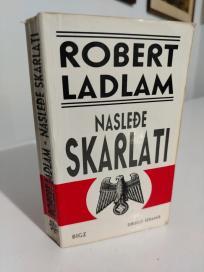 ROBERT
LADLAM
NASLEĐE
SKARLATI
BIGZ
ROBERT LADLAM - NASLEĐE SKARLATI